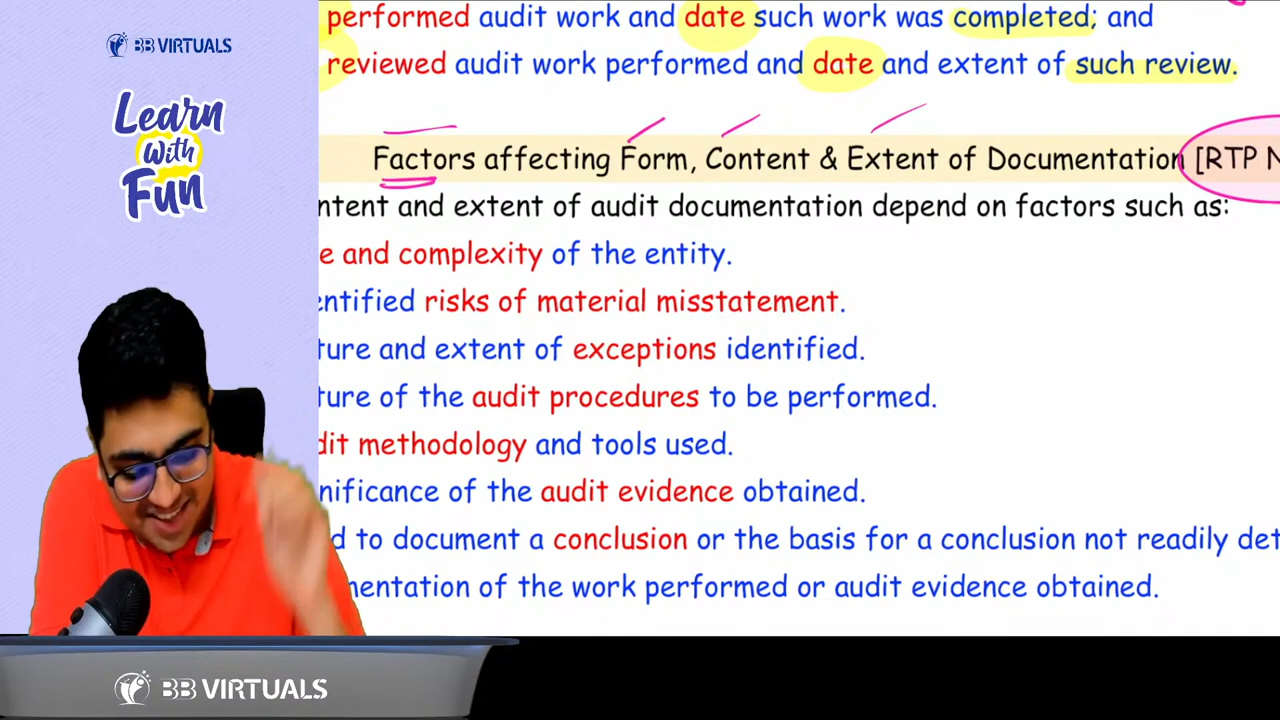 BB VIRTUALS
Learn
With
Fun
performed audit work and date such work was completed; and
reviewed audit work performed and date and extent of such review.
Factors affecting Form, Content & Extent of Documentation [RTP N
ntent and extent of audit documentation depend on factors such as:
e and complexity of the entity.
entified risks of material misstatement.
ture and extent of exceptions identified.
ture of the audit procedures to be performed.
dit methodology and tools used.
nificance of the audit evidence obtained.
d to document a conclusion or the basis for a conclusion not readily det
mentation of the work performed or audit evidence obtained.
BB VIRTUALS